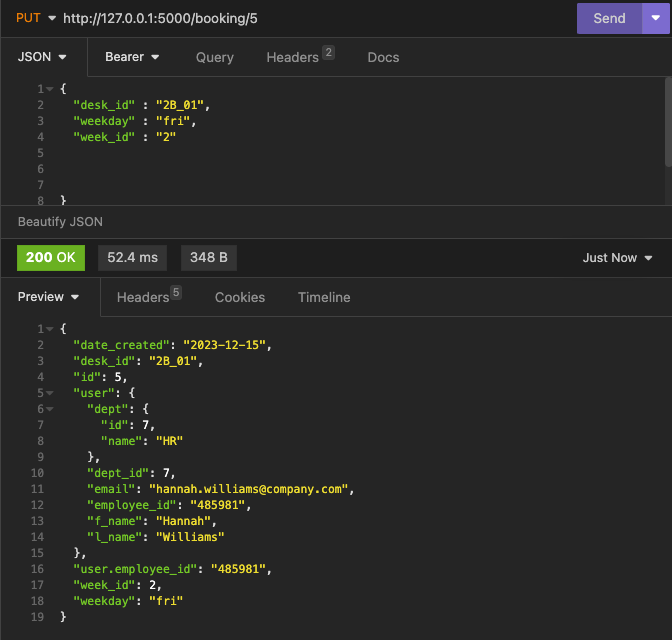 PUT http://127.0.0.1:5000/booking/5 Send
JSON Bearer Query Headers 2 Docs
1 {
2 "desk_id" : "2B_01",
3 "weekday" : "fri",
4 "week_id" : "2"
5
6
7
8 }
Beautify JSON
200 OK 52.4 ms 348 B Just Now
Preview Headers 5 Cookies Timeline
1 {
2 "date_created": "2023-12-15",
3 "desk_id": "2B_01",
4 "id": 5,
5 "user": {
6 "dept": {
7 "id": 7,
8 "name": "HR"
9 },
10 "dept_id": 7,
11 "email": "hannah.williams@company.com",
12 "employee_id": "485981",
13 "f_name": "Hannah",
14 "l_name": "Williams"
15 },
16 "user.employee_id": "485981",
17 "week_id": 2,
18 "weekday": "fri"
19 }